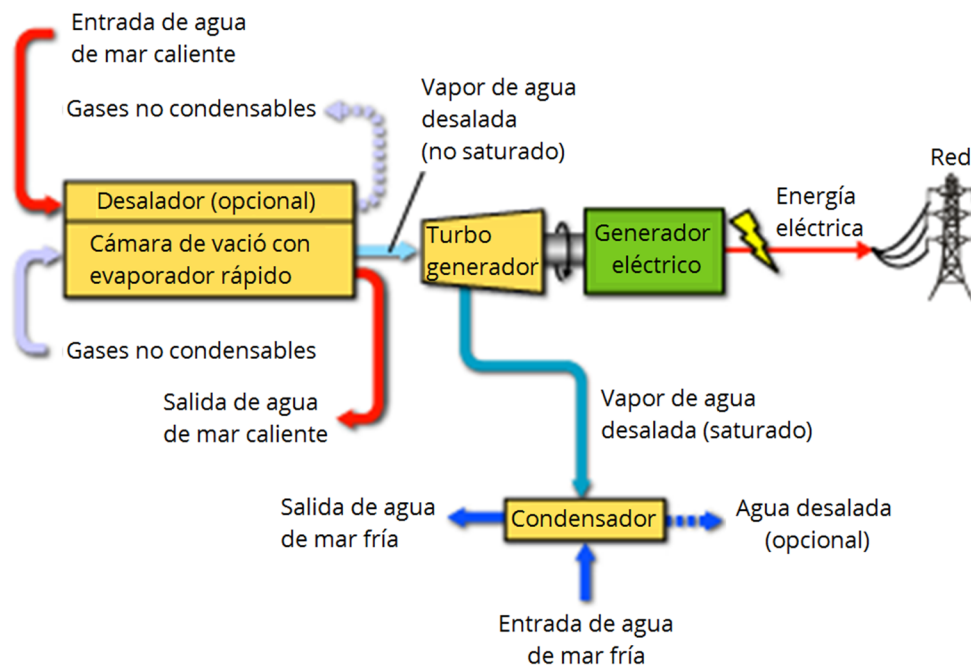 Entrada de agua
de mar caliente
Gases no condensables
Vapor de agua
desalada
(no saturado)
Desalador (opcional)
Cámara de vació con
evaporador rápido
Turbo
generador
Generador
eléctrico
Energía
eléctrica
Red
Gases no condensables
Salida de agua
de mar caliente
Vapor de agua
desalada (saturado)
Salida de agua
de mar fría
Condensador
Agua desalada
(opcional)
Entrada de agua
de mar fría